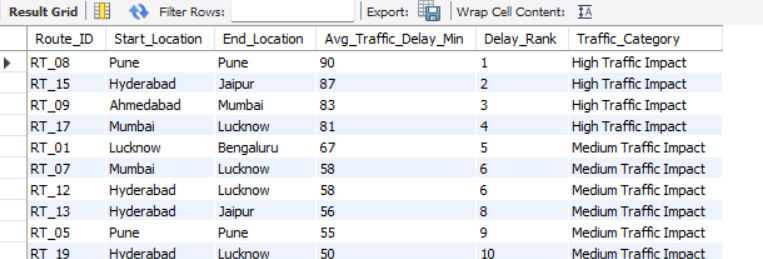 Result Grid Filter Rows: Export: Wrap Cell Content:
Route_ID Start_Location End_Location Avg_Traffic_Delay_Min Delay_Rank Traffic_Category
RT_08 Pune Pune 90 1 High Traffic Impact
RT_15 Hyderabad Jaipur 87 2 High Traffic Impact
RT_09 Ahmedabad Mumbai 83 3 High Traffic Impact
RT_17 Mumbai Lucknow 81 4 High Traffic Impact
RT_01 Lucknow Bengaluru 67 5 Medium Traffic Impact
RT_07 Mumbai Lucknow 58 6 Medium Traffic Impact
RT_12 Hyderabad Lucknow 58 6 Medium Traffic Impact
RT_13 Hyderabad Jaipur 56 8 Medium Traffic Impact
RT_05 Pune Pune 55 9 Medium Traffic Impact
RT_19 Hyderabad Lucknow 50 10 Medium Traffic Impact